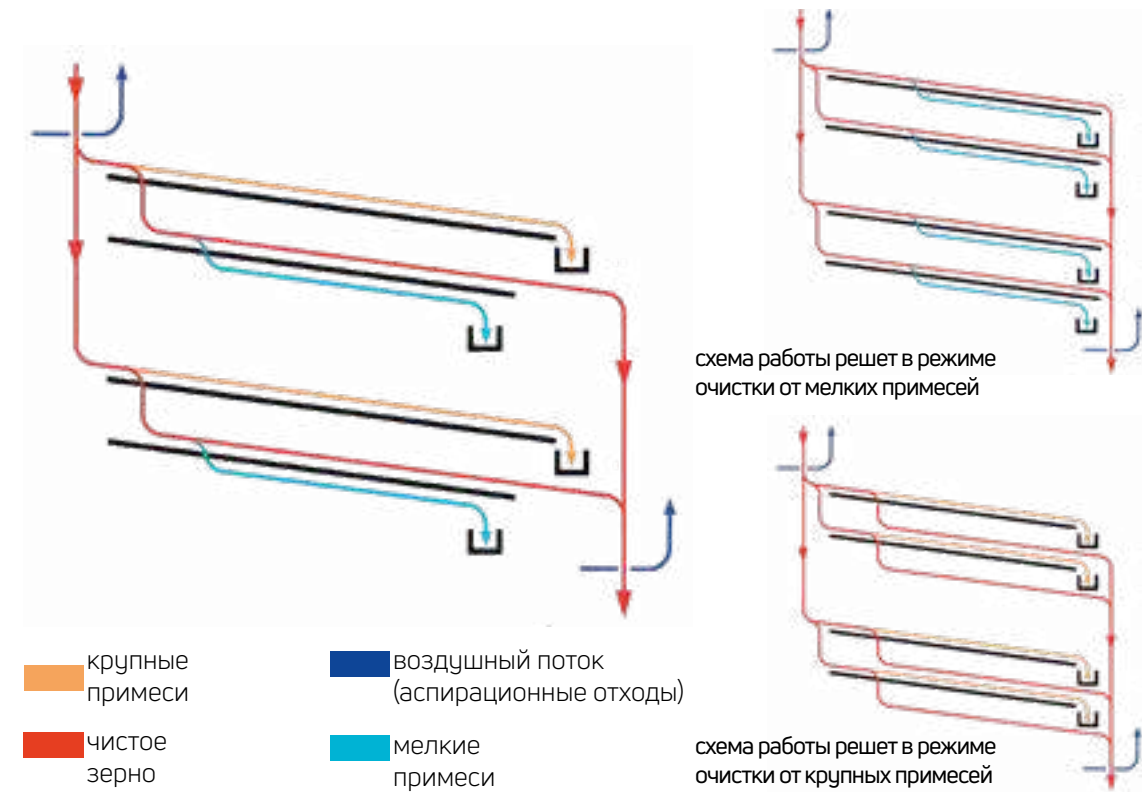 схема работы решет в режиме
очистки от мелких примесей
крупные
примеси
воздушный поток
(аспирационные отходы)
чистое
зерно
мелкие
примеси
схема работы решет в режиме
очистки от крупных примесей